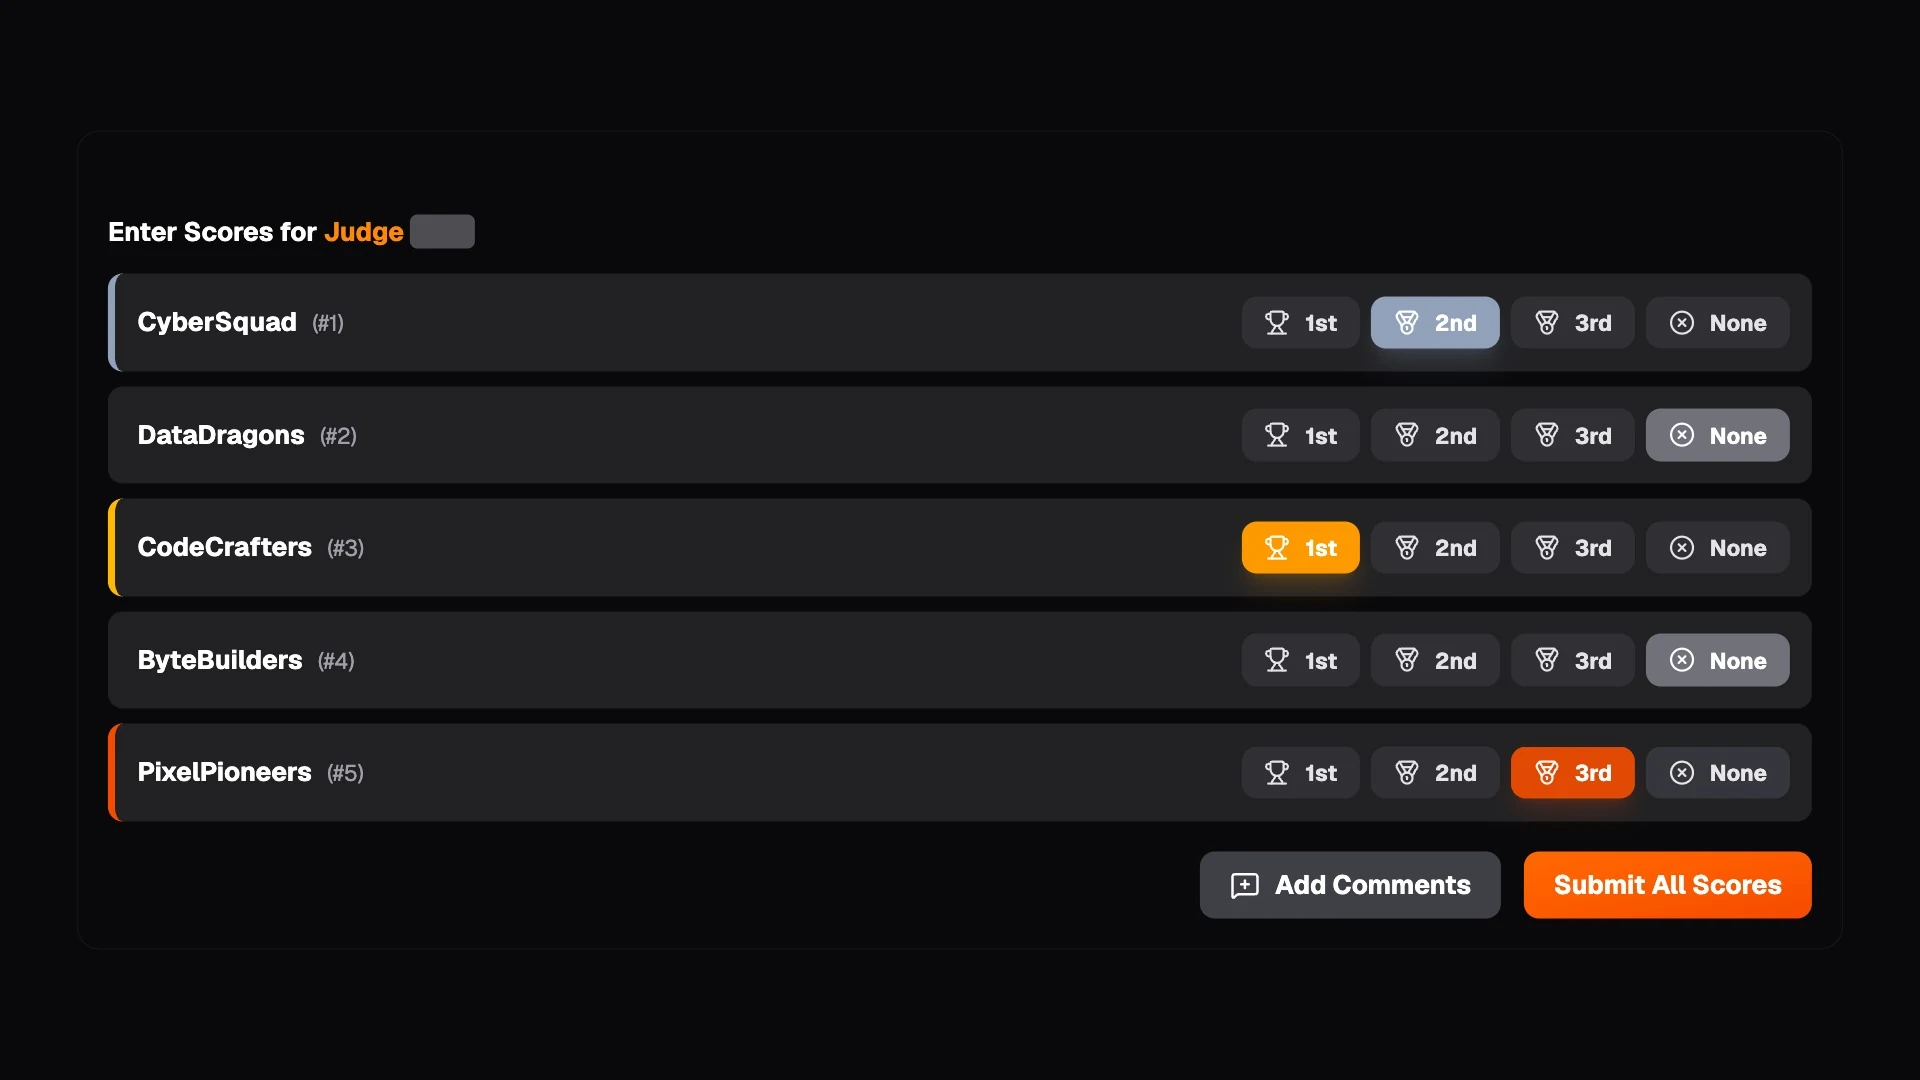 Enter Scores for Judge
CyberSquad (#1) 1st 2nd 3rd None
DataDragons (#2) 1st 2nd 3rd None
CodeCrafters (#3) 1st 2nd 3rd None
ByteBuilders (#4) 1st 2nd 3rd None
PixelPioneers (#5) 1st 2nd 3rd None
Add Comments Submit All Scores